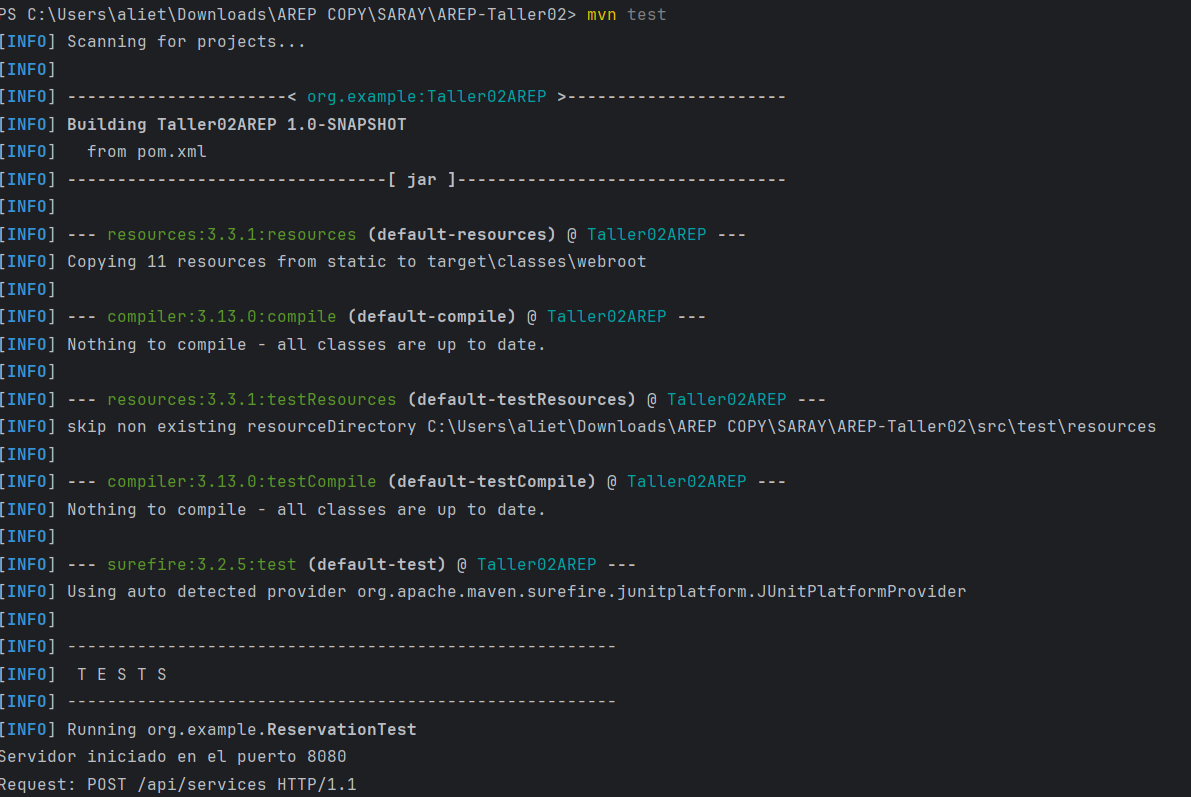 PS C:\Users\aliet\Downloads\AREP COPY\SARAY\AREP-Taller02> mvn test
[INFO] Scanning for projects...
[INFO]
[INFO] ----------------------< org.example:Taller02AREP >----------------------
[INFO] Building Taller02AREP 1.0-SNAPSHOT
[INFO]   from pom.xml
[INFO] --------------------------------[ jar ]---------------------------------
[INFO]
[INFO] --- resources:3.3.1:resources (default-resources) @ Taller02AREP ---
[INFO] Copying 11 resources from static to target\classes\webroot
[INFO]
[INFO] --- compiler:3.13.0:compile (default-compile) @ Taller02AREP ---
[INFO] Nothing to compile - all classes are up to date.
[INFO]
[INFO] --- resources:3.3.1:testResources (default-testResources) @ Taller02AREP ---
[INFO] skip non existing resourceDirectory C:\Users\aliet\Downloads\AREP COPY\SARAY\AREP-Taller02\src\test\resources
[INFO]
[INFO] --- compiler:3.13.0:testCompile (default-testCompile) @ Taller02AREP ---
[INFO] Nothing to compile - all classes are up to date.
[INFO]
[INFO] --- surefire:3.2.5:test (default-test) @ Taller02AREP ---
[INFO] Using auto detected provider org.apache.maven.surefire.junitplatform.JUnitPlatformProvider
[INFO]
[INFO] -------------------------------------------------------
[INFO]  T E S T S
[INFO] -------------------------------------------------------
[INFO] Running org.example.ReservationTest
Servidor iniciado en el puerto 8080
Request: POST /api/services HTTP/1.1